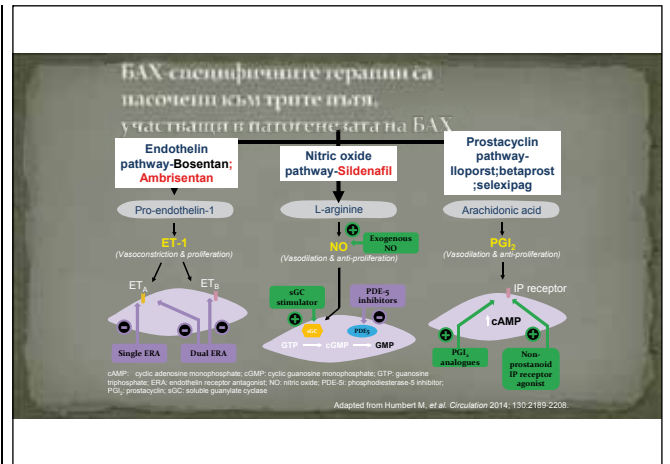 БАХ-специфичните терапии са
насочени към трите пътя,
участващи в патогенезата на БАХ
Endothelin
pathway-Bosentan;
Ambrisentan
Nitric oxide
pathway-Sildenafil
Prostacyclin
pathway-
Iloporst;betaprost
;selexipag
Pro-endothelin-1
L-arginine
Arachidonic acid
ET-1
(Vasoconstriction & proliferation)
NO
Exogenous
NO
(Vasodilation & anti-proliferation)
PGI2
(Vasodilation & anti-proliferation)
ETA
ETB
sGC
stimulator
PDE-5
inhibitors
IP receptor
cAMP
sGC
PDE5
GTP
cGMP
GMP
Single ERA
Dual ERA
PGI2
analogues
Non-
prostanoid
IP receptor
agonist
cAMP: cyclic adenosine monophosphate; cGMP: cyclic guanosine monophosphate; GTP: guanosine
triphosphate; ERA: endothelin receptor antagonist; NO: nitric oxide; PDE-5i: phosphodiesterase-5 inhibitor;
PGI2: prostacyclin; sGC: soluble guanylate cyclase
Adapted from Humbert M, et al. Circulation 2014; 130:2189-2208.